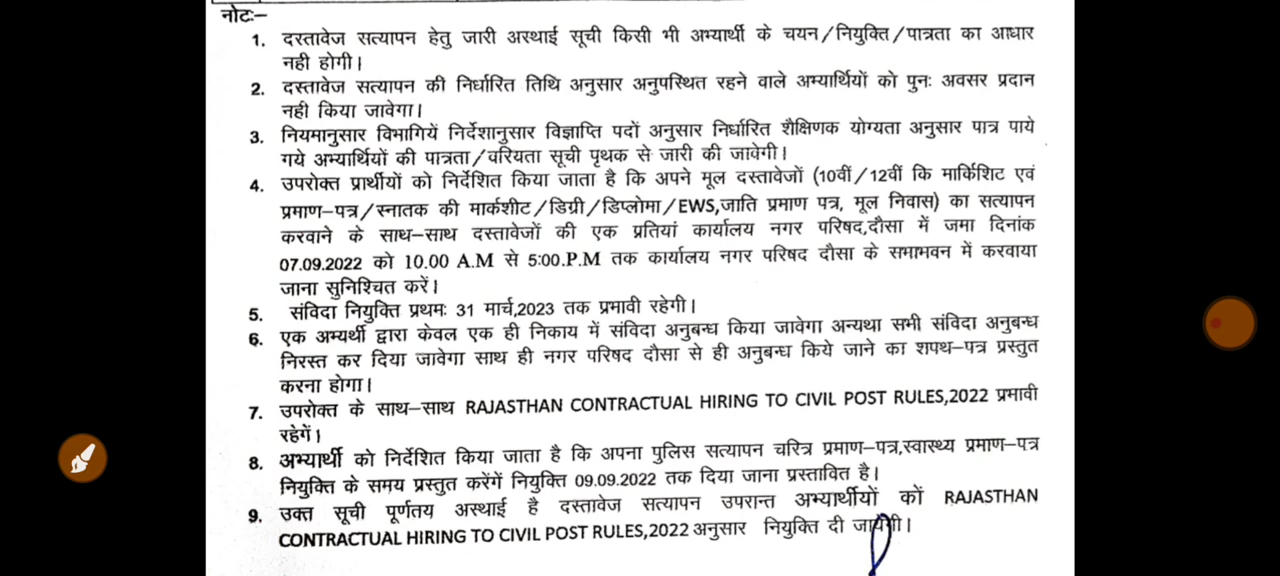 नोटः–
1. दस्तावेज सत्यापन हेतु जारी अस्थाई सूची किसी भी अभ्यार्थी के चयन/नियुक्ति/पात्रता का आधार
नही होगी।
2. दस्तावेज सत्यापन की निर्धारित तिथि अनुसार अनुपस्थित रहने वाले अभ्यार्थियों को पुनः अवसर प्रदान
नही किया जावेगा।
3. नियमानुसार विभागियें निर्देशानुसार विज्ञाप्ति पदों अनुसार निर्धारित शैक्षिणक योग्यता अनुसार पात्र पाये
गये अभ्यार्थियों की पात्रता/वरियता सूची पृथक से जारी की जावेगी।
4. उपरोक्त प्रार्थीयों को निर्देशित किया जाता है कि अपने मूल दस्तावेजों (10वीं/12वीं कि मार्किशिट एवं
प्रमाण–पत्र/स्नातक की मार्कशीट/डिग्री/डिप्लोमा/EWS,जाति प्रमाण पत्र, मूल निवास) का सत्यापन
करवाने के साथ–साथ दस्तावेजों की एक प्रतियां कार्यालय नगर परिषद,दौसा में जमा दिनांक
07.09.2022 को 10.00 A.M से 5:00.P.M तक कार्यालय नगर परिषद दौसा के सभाभवन में करवाया
जाना सुनिश्चित करें।
5. संविदा नियुक्ति प्रथमः 31 मार्च,2023 तक प्रभावी रहेगी।
6. एक अभ्यर्थी द्वारा केवल एक ही निकाय में संविदा अनुबन्ध किया जावेगा अन्यथा सभी संविदा अनुबन्ध
निरस्त कर दिया जावेगा साथ ही नगर परिषद दौसा से ही अनुबन्ध किये जाने का शपथ–पत्र प्रस्तुत
करना होगा।
7. उपरोक्त के साथ–साथ RAJASTHAN CONTRACTUAL HIRING TO CIVIL POST RULES,2022 प्रभावी
रहेगें।
8. अभ्यार्थी को निर्देशित किया जाता है कि अपना पुलिस सत्यापन चरित्र प्रमाण–पत्र,स्वास्थ्य प्रमाण–पत्र
नियुक्ति के समय प्रस्तुत करेंगें नियुक्ति 09.09.2022 तक दिया जाना प्रस्तावित है।
9. उक्त सूची पूर्णतय अस्थाई है दस्तावेज सत्यापन उपरान्त अभ्यार्थीयों कों RAJASTHAN
CONTRACTUAL HIRING TO CIVIL POST RULES,2022 अनुसार नियुक्ति दी जायेगी।